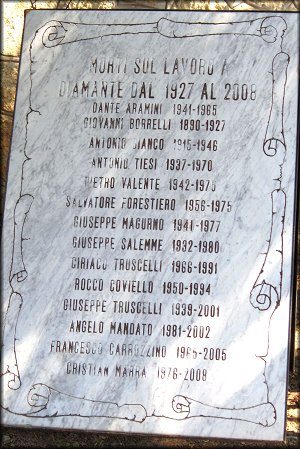 MORTI SUL LAVORO A
DIAMANTE DAL 1927 AL 2008
DANTE ARAMINI 1941-1965
GIOVANNI BORRELLI 1890-1927
ANTONIO BIANCO 1915-1946
ANTONIO TIESI 1937-1970
PIETRO VALENTE 1942-1975
SALVATORE FORESTIERO 1956-1975
GIUSEPPE MAGURNO 1941-1977
GIUSEPPE SALEMME 1932-1980
CIRIACO TRUSCELLI 1966-1991
ROCCO COVIELLO 1950-1994
GIUSEPPE TRUSCELLI 1939-2001
ANGELO MANDATO 1981-2002
FRANCESCO CARROZZINO 1965-2005
CRISTIAN MARRA 1976-2008